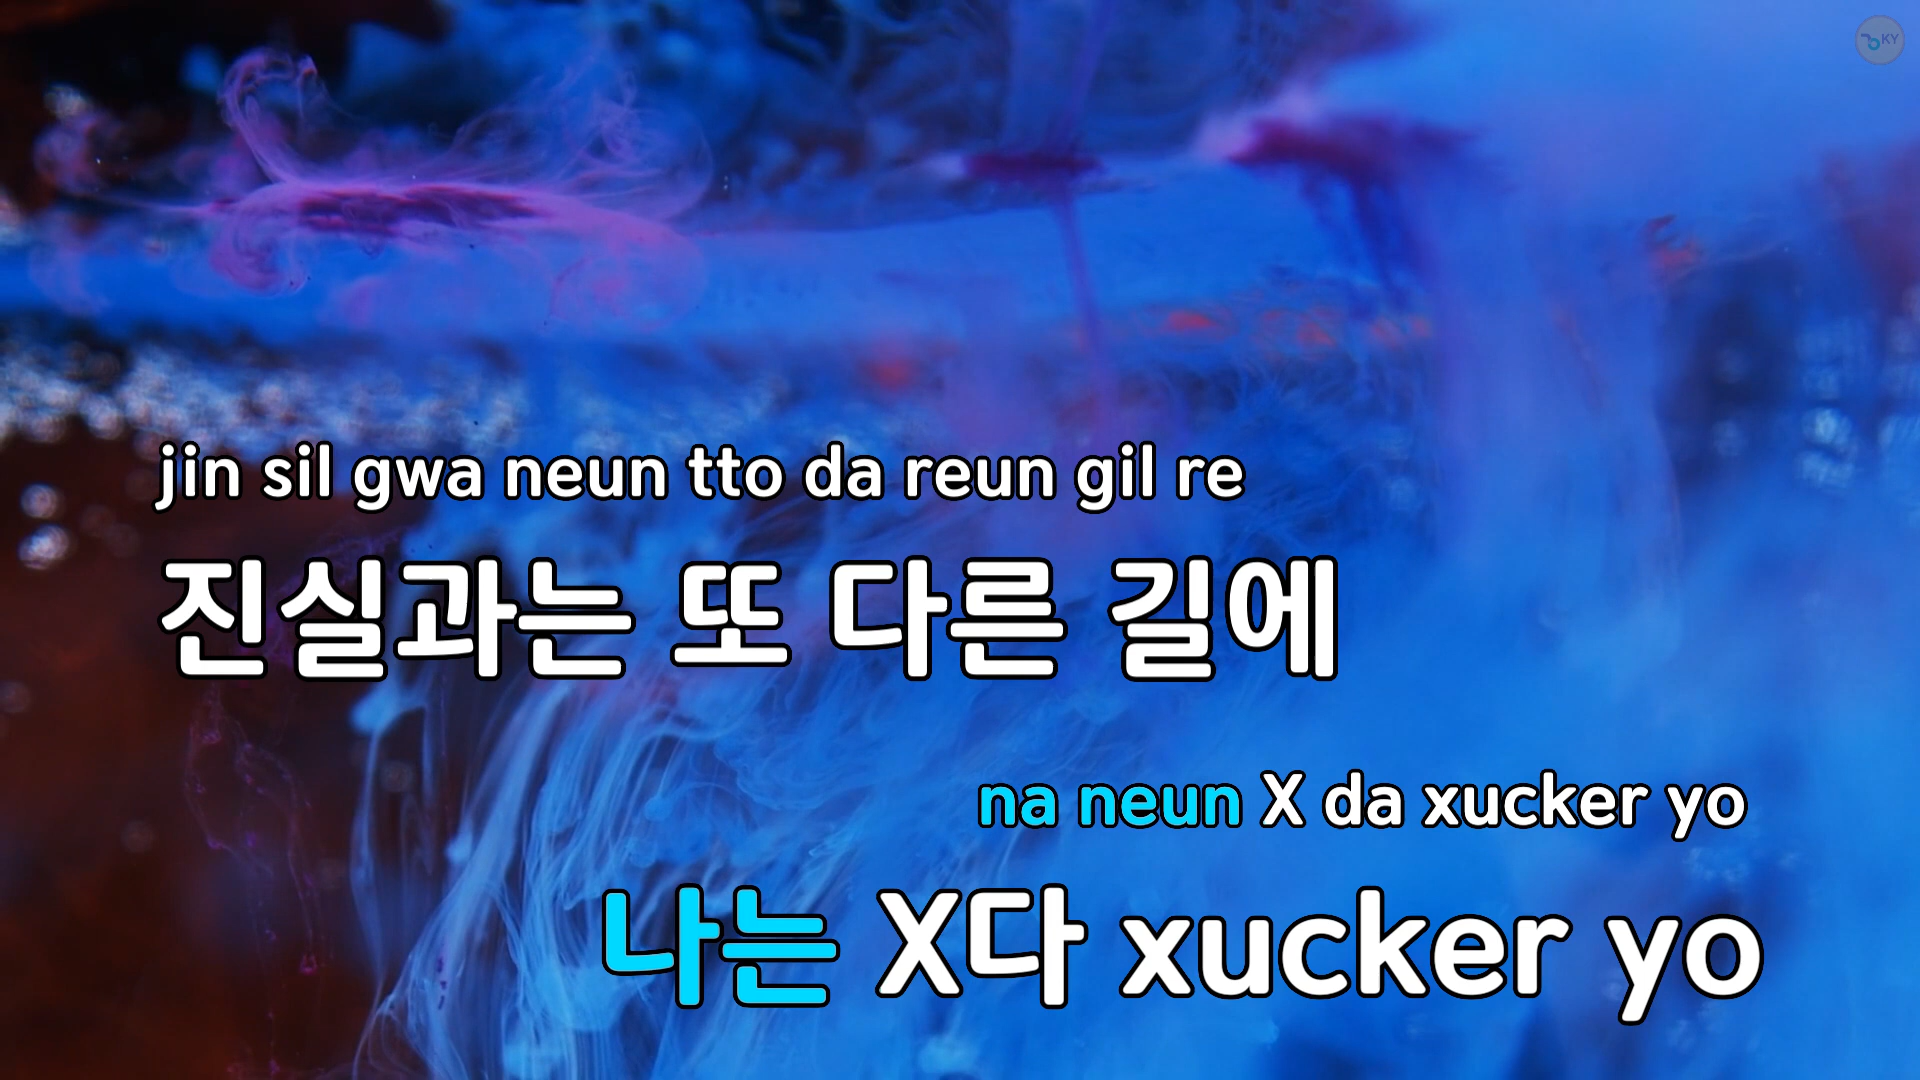 KY
jin sil gwa neun tto da reun gil re
진실과는 또 다른 길에
na neun X da xucker yo
나는 X다 xucker yo